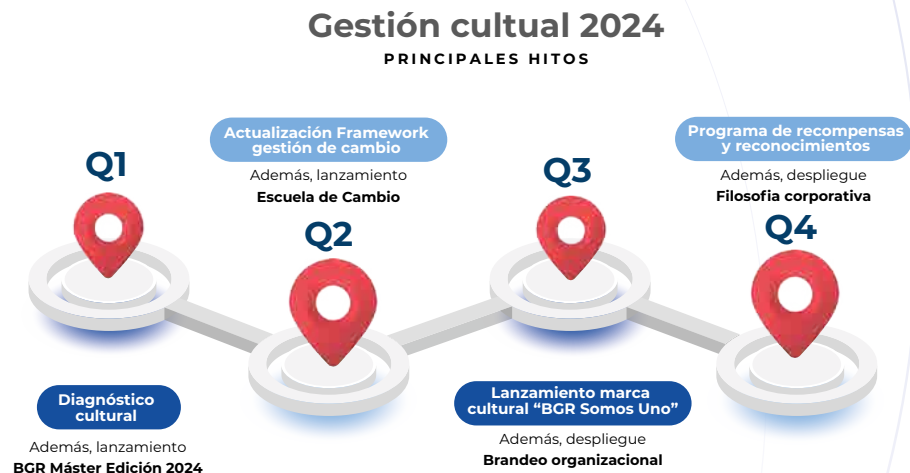 Gestión cultual 2024
PRINCIPALES HITOS
Q1
Diagnóstico
cultural
Además, lanzamiento
BGR Máster Edición 2024
Actualización Framework
gestión de cambio
Además, lanzamiento
Escuela de Cambio
Q2
Q3
Lanzamiento marca
cultural “BGR Somos Uno”
Además, despliegue
Brandeo organizacional
Programa de recompensas
y reconocimientos
Además, despliegue
Filosofia corporativa
Q4